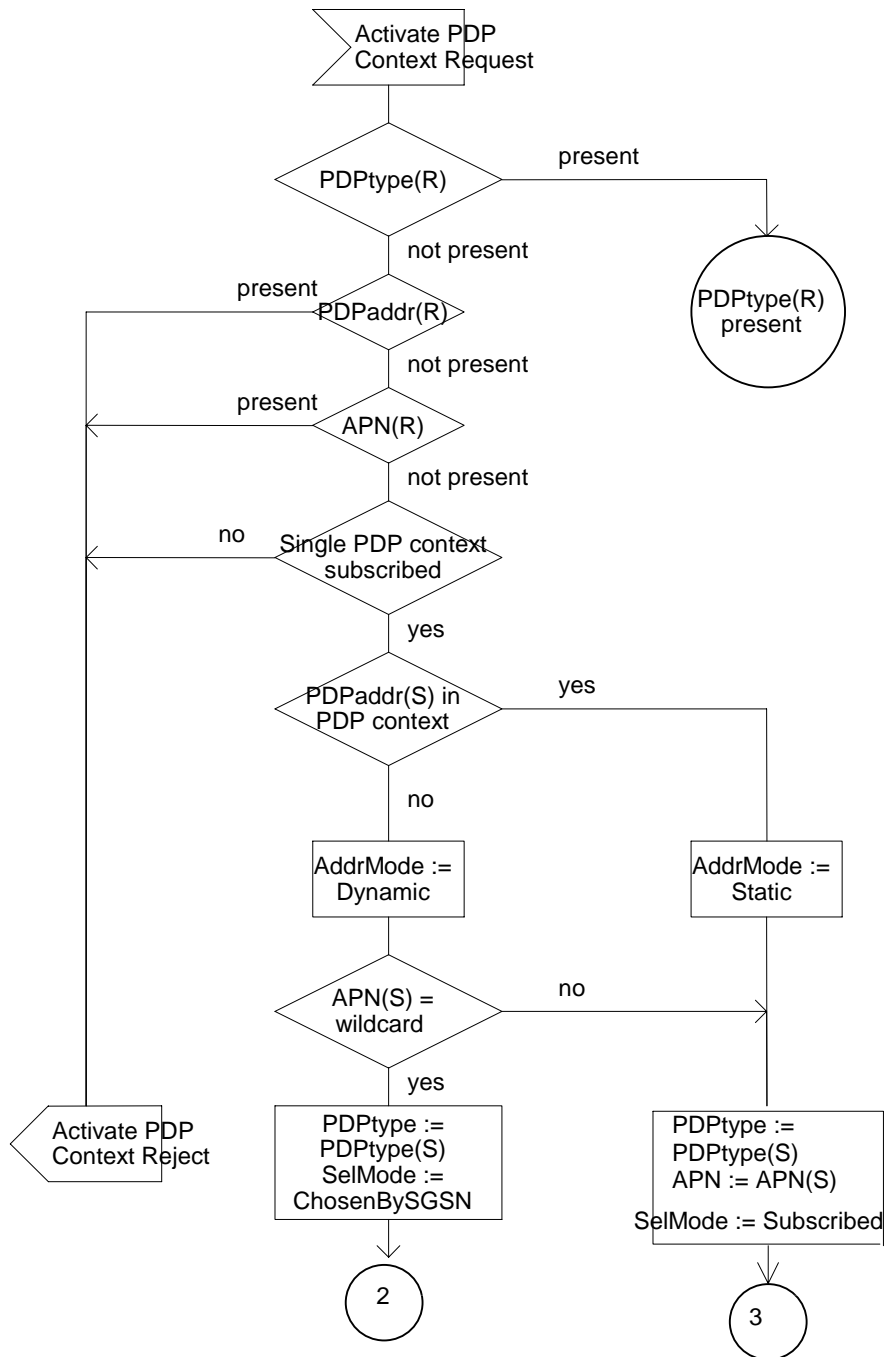 Activate PDP
Context Request
PDPtype(R)
present
not present
PDPtype(R)
present
present
PDPaddr(R)
not present
present
APN(R)
not present
no
Single PDP context
subscribed
yes
PDPaddr(S) in
PDP context
yes
no
AddrMode :=
Dynamic
AddrMode :=
Static
APN(S) =
wildcard
no
yes
Activate PDP
Context Reject
PDPtype :=
PDPtype(S)
SelMode :=
ChosenBySGSN
PDPtype :=
PDPtype(S)
APN := APN(S)
SelMode := Subscribed
2
3